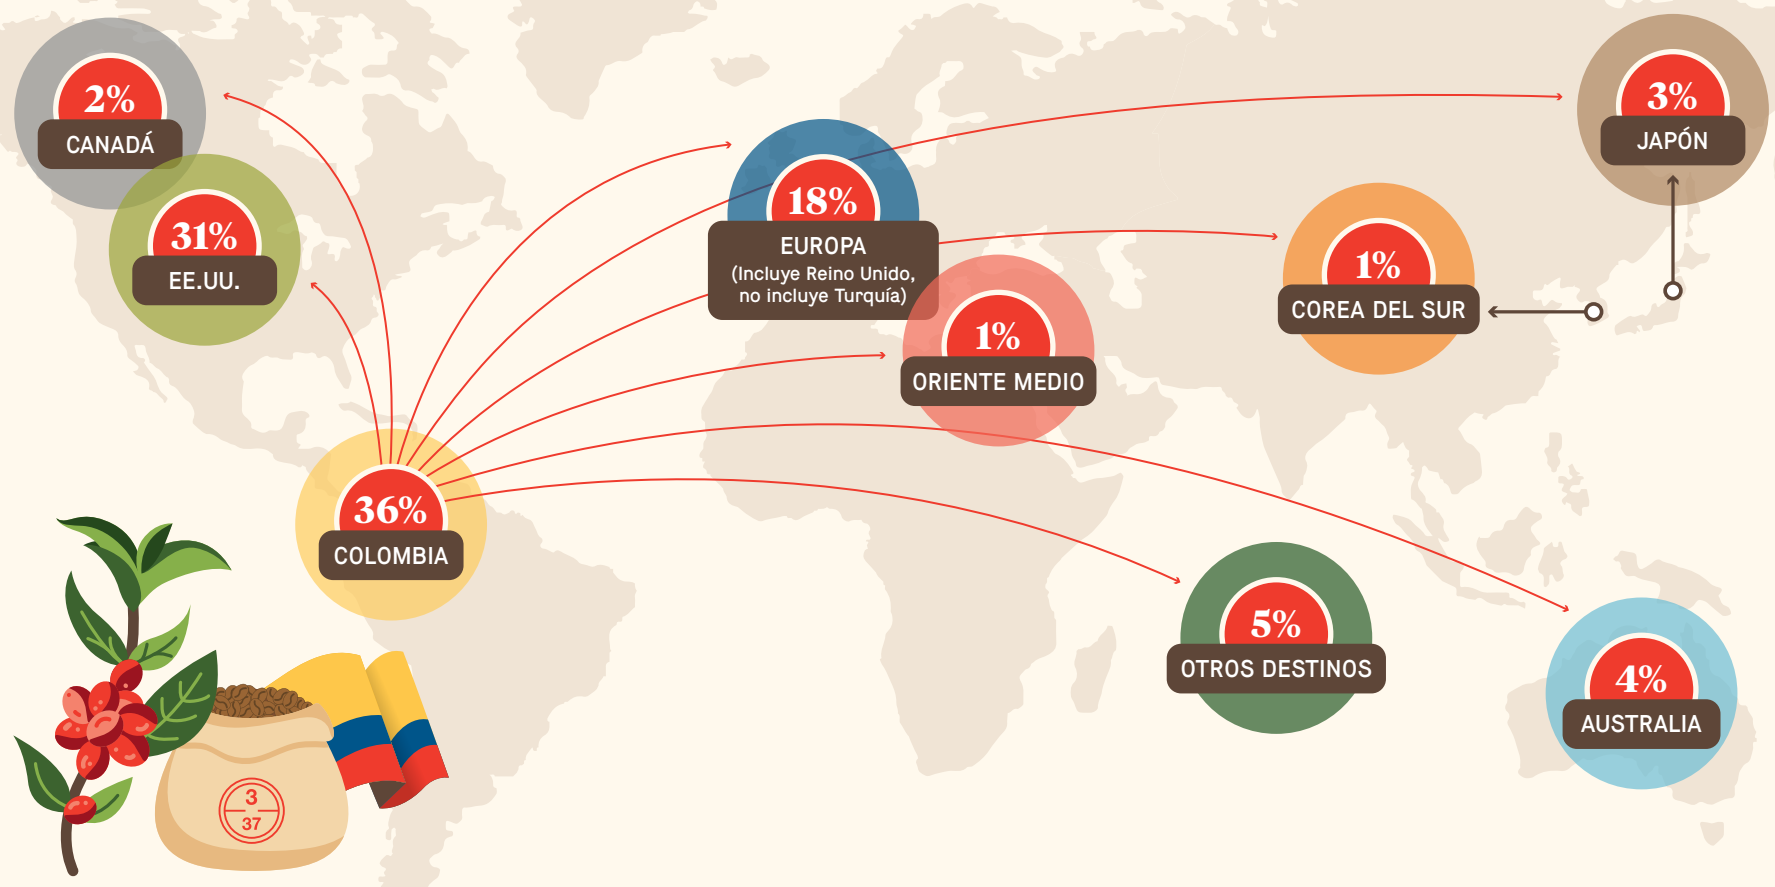 2%
CANADÁ
31%
EE.UU.
18%
EUROPA
(Incluye Reino Unido,
no incluye Turquía)
3%
JAPÓN
1%
COREA DEL SUR
1%
ORIENTE MEDIO
36%
COLOMBIA
5%
OTROS DESTINOS
4%
AUSTRALIA
3
37